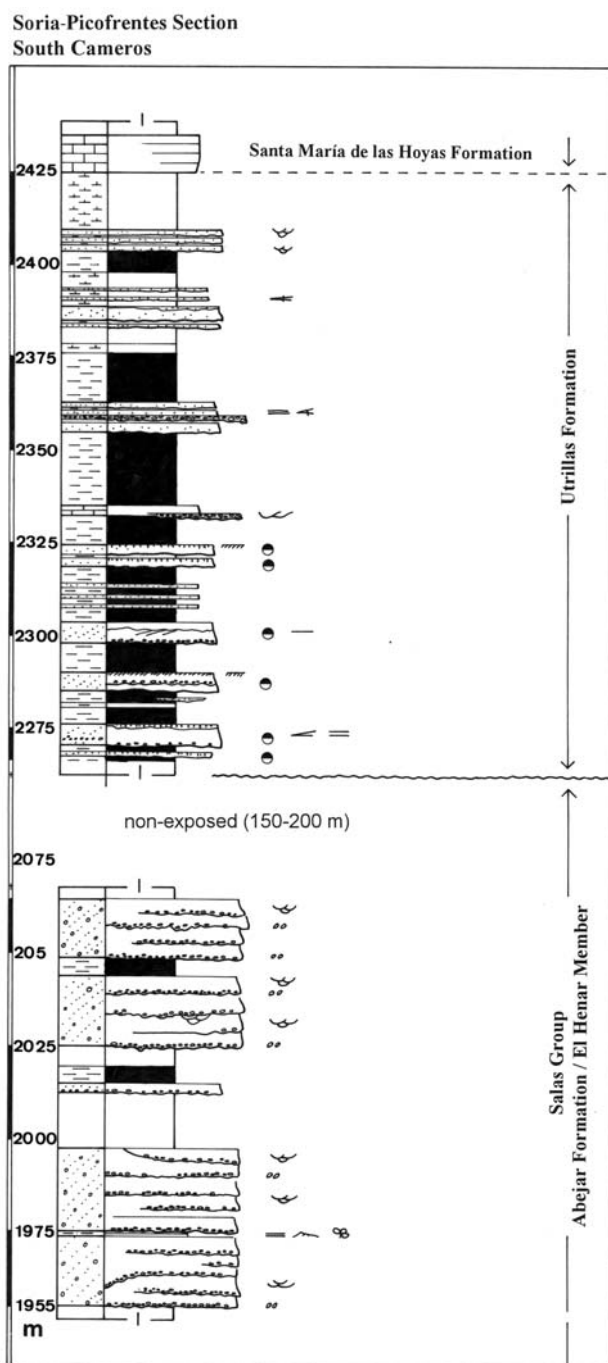 Soria-Picofrentes Section
South Cameros
Santa María de las Hoyas Formation
2425
2400
2375
2350
2325
2300
2275
Utrillas Formation
non-exposed (150-200 m)
2075
205
2025
2000
1975
1955
m
Salas Group
Abejar Formation / El Henar Member